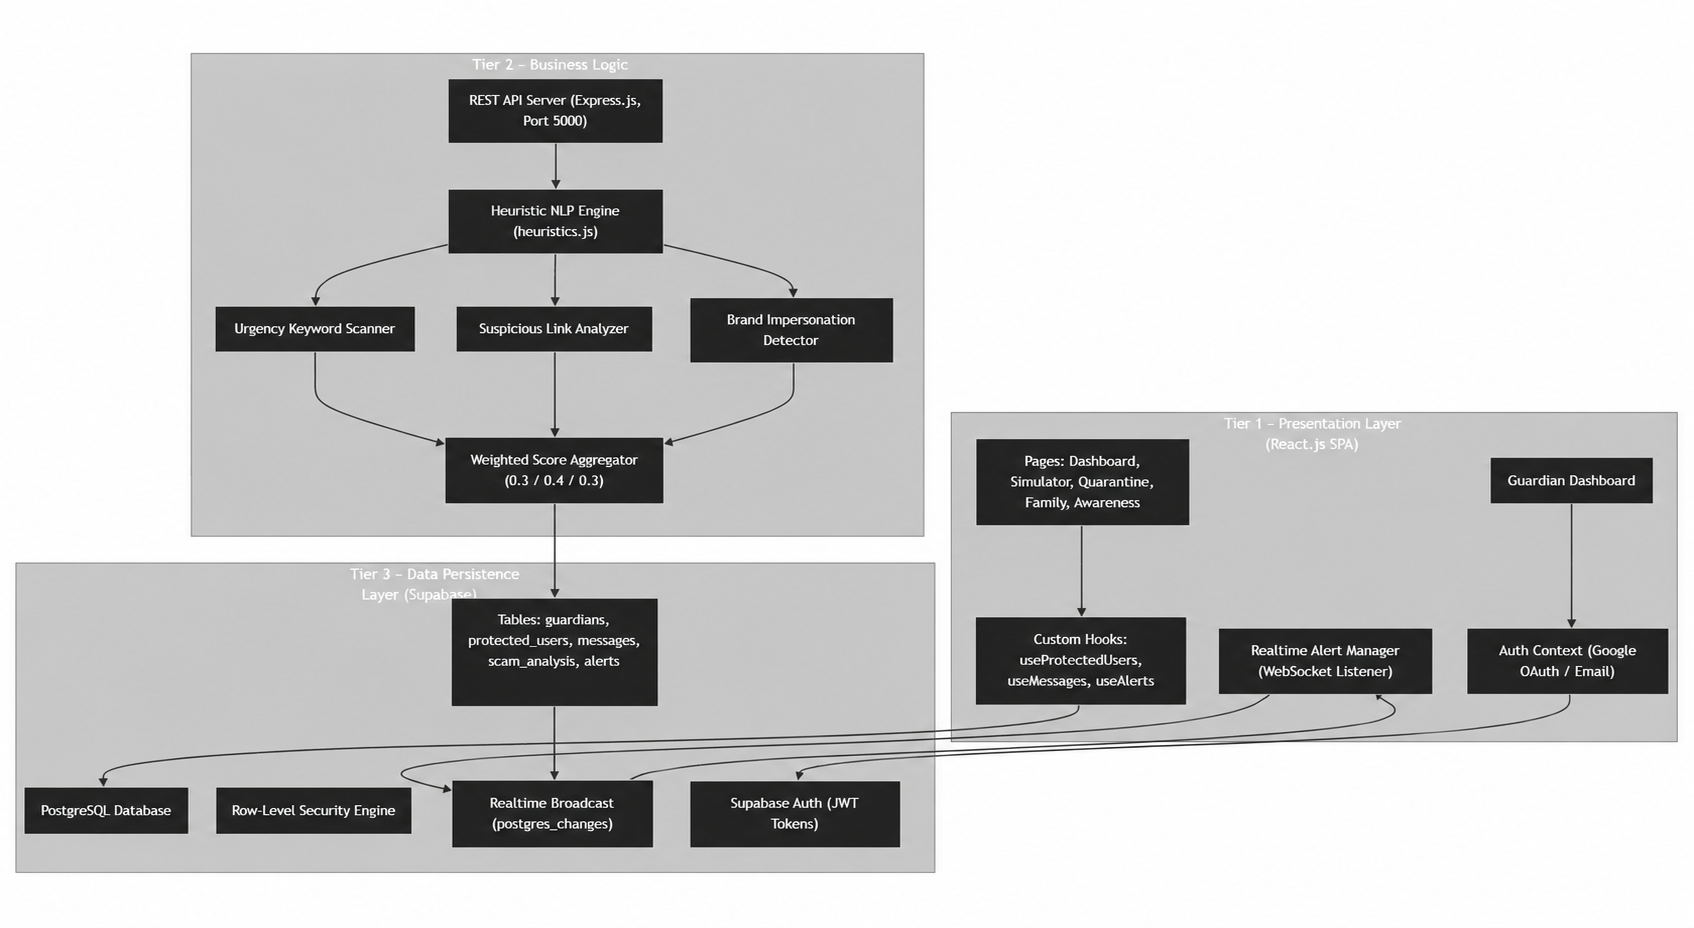 Tier 2 – Business Logic
REST API Server (Express.js,
Port 5000)
Heuristic NLP Engine
(heuristics.js)
Urgency Keyword Scanner
Suspicious Link Analyzer
Brand Impersonation
Detector
Weighted Score Aggregator
(0.3 / 0.4 / 0.3)
Tier 1 – Presentation Layer
(React.js SPA)
Pages: Dashboard,
Simulator, Quarantine,
Family, Awareness
Guardian Dashboard
Custom Hooks:
useProtectedUsers,
useMessages, useAlerts
Realtime Alert Manager
(WebSocket Listener)
Auth Context (Google
OAuth / Email)
Tier 3 – Data Persistence
Layer (Supabase)
Tables: guardians,
protected_users, messages,
scam_analysis, alerts
PostgreSQL Database
Row-Level Security Engine
Realtime Broadcast
(postgres_changes)
Supabase Auth (JWT
Tokens)